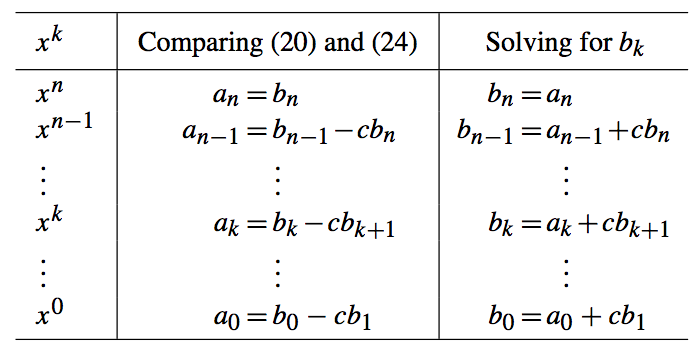 x^k Comparing (20) and (24) Solving for b_k
x^n a_n = b_n b_n = a_n
x^{n−1} a_{n−1} = b_{n−1} − cb_n b_{n−1} = a_{n−1} + cb_n
⋮ ⋮ ⋮
x^k a_k = b_k − cb_{k+1} b_k = a_k + cb_{k+1}
⋮ ⋮ ⋮
x^0 a_0 = b_0 − cb_1 b_0 = a_0 + cb_1